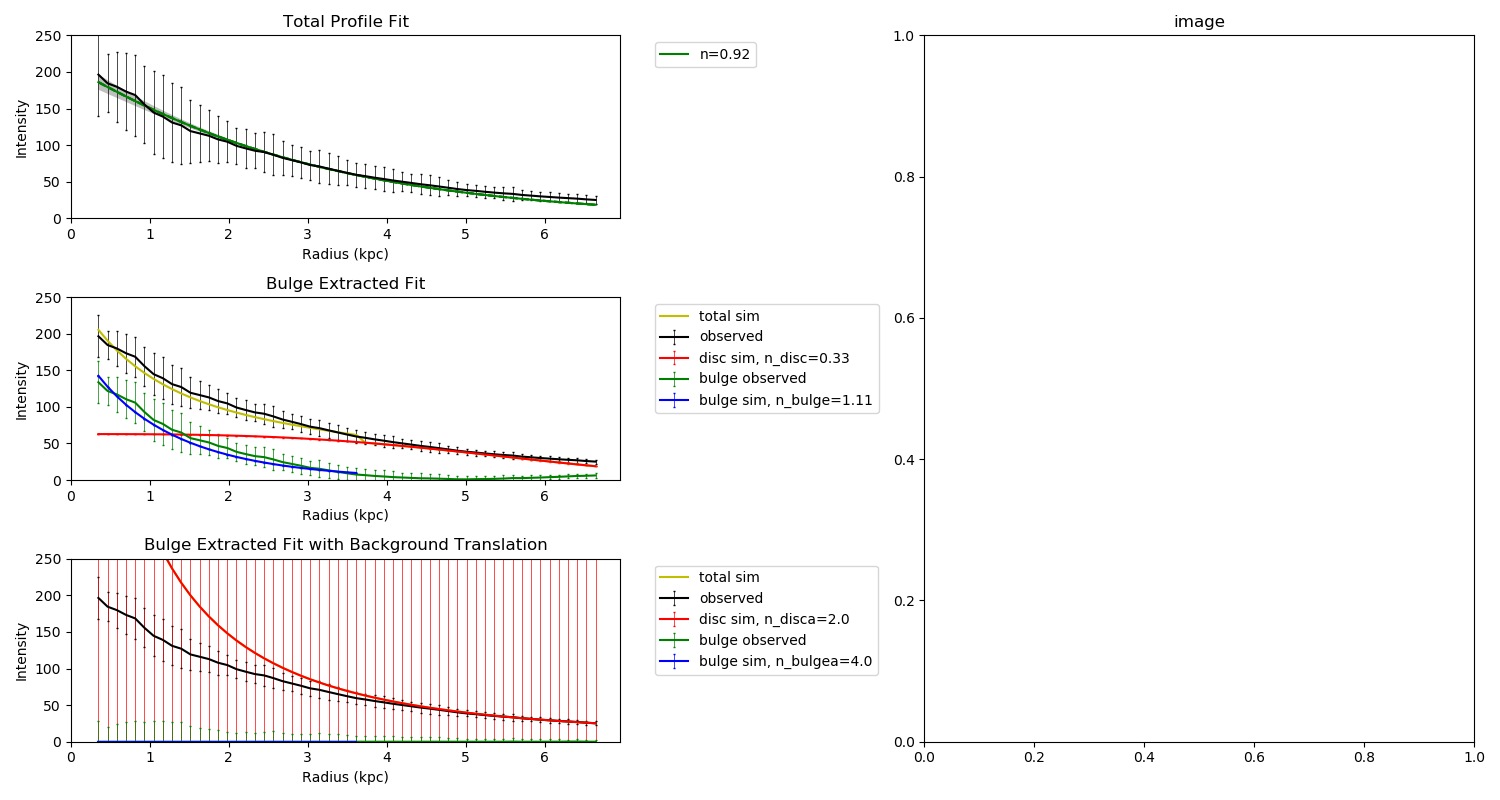 Total Profile Fit
250
200
150
100
50
0
Intensity
0 1 2 3 4 5 6
Radius (kpc)
n=0.92
Bulge Extracted Fit
250
200
150
100
50
0
Intensity
0 1 2 3 4 5 6
Radius (kpc)
total sim
observed
disc sim, n_disc=0.33
bulge observed
bulge sim, n_bulge=1.11
Bulge Extracted Fit with Background Translation
250
200
150
100
50
0
Intensity
0 1 2 3 4 5 6
Radius (kpc)
total sim
observed
disc sim, n_disca=2.0
bulge observed
bulge sim, n_bulgea=4.0
image
1.0
0.8
0.6
0.4
0.2
0.0
0.0 0.2 0.4 0.6 0.8 1.0